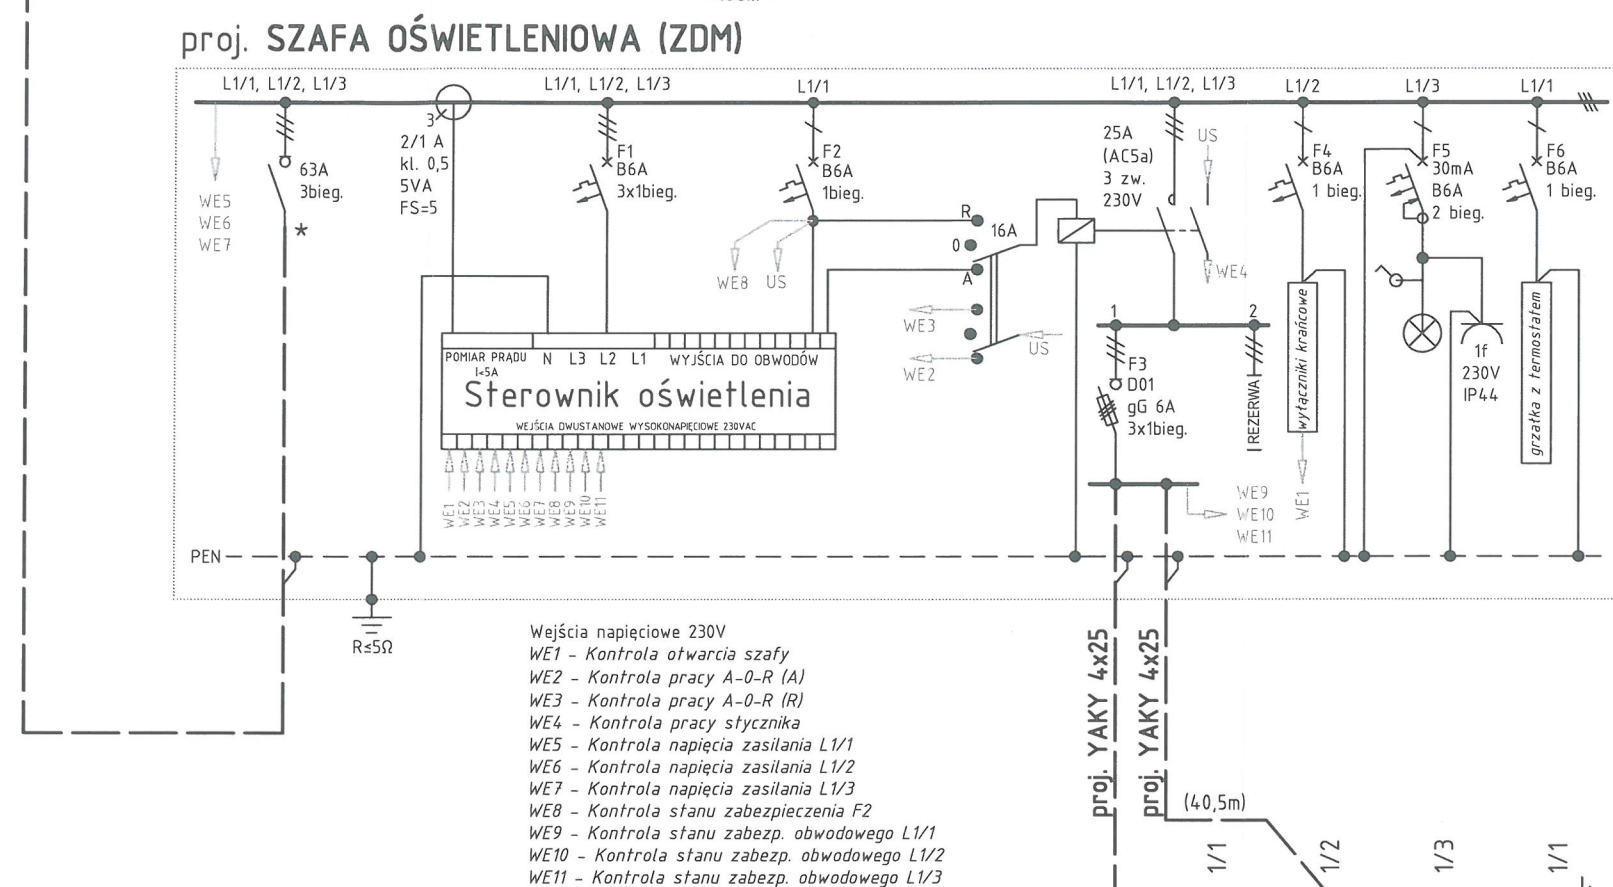 proj. SZAFA OŚWIETLENIOWA (ZDM)
L1/1, L1/2, L1/3
L1/1, L1/2, L1/3
L1/1
L1/1, L1/2, L1/3
L1/2
L1/3
L1/1
WE5
WE6
WE7
63A
3bieg.
*
3
2/1 A
kl. 0,5
5VA
FS=5
F1
B6A
3x1bieg.
F2
B6A
1bieg.
WE8
US
R
0
A
16A
WE3
WE2
US
25A
(AC5a)
3 zw.
230V
US
WE4
F4
B6A
1 bieg.
F5
30mA
B6A
2 bieg.
F6
B6A
1 bieg.
1
2
F3
D01
gG 6A
3x1bieg.
REZERWA
wyłączniki krańcowe
WE1
1f
230V
IP44
grzałka z termostatem
POMIAR PRĄDU
I<5A
N L3 L2 L1
WYJŚCIA DO OBWODÓW
Sterownik oświetlenia
WEJŚCIA DWUSTANOWE WYSOKONAPIĘCIOWE 230VAC
WE1
WE2
WE3
WE4
WE5
WE6
WE7
WE8
WE9
WE10
WE11
WE9
WE10
WE11
PEN
R≤5Ω
Wejścia napięciowe 230V
WE1 - Kontrola otwarcia szafy
WE2 - Kontrola pracy A-0-R (A)
WE3 - Kontrola pracy A-0-R (R)
WE4 - Kontrola pracy stycznika
WE5 - Kontrola napięcia zasilania L1/1
WE6 - Kontrola napięcia zasilania L1/2
WE7 - Kontrola napięcia zasilania L1/3
WE8 - Kontrola stanu zabezpieczenia F2
WE9 - Kontrola stanu zabezp. obwodowego L1/1
WE10 - Kontrola stanu zabezp. obwodowego L1/2
WE11 - Kontrola stanu zabezp. obwodowego L1/3
proj. YAKY 4x25
proj. YAKY 4x25
(40,5m)
1/1
1/2
1/3
1/1